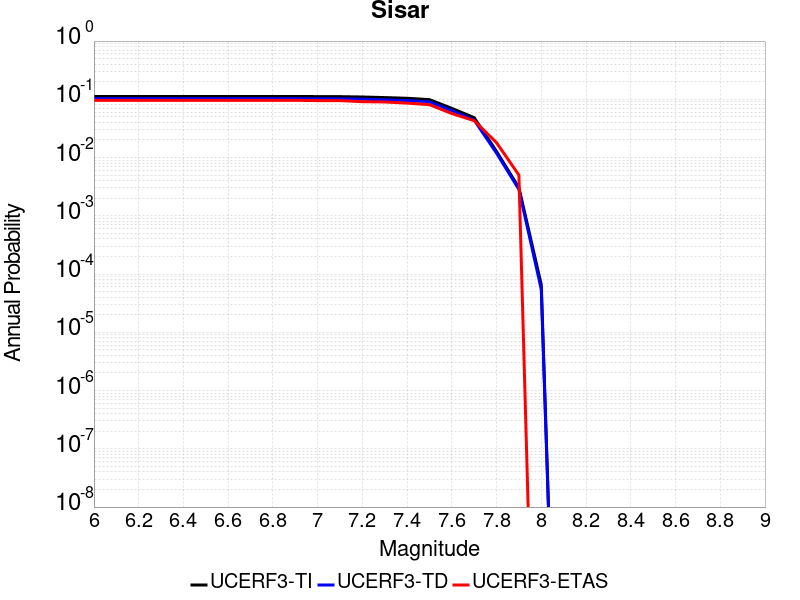 Sisar
10^0
10^-1
10^-2
10^-3
10^-4
10^-5
10^-6
10^-7
10^-8
Annual Probability
6 6.2 6.4 6.6 6.8 7 7.2 7.4 7.6 7.8 8 8.2 8.4 8.6 8.8 9
Magnitude
UCERF3-TI UCERF3-TD UCERF3-ETAS